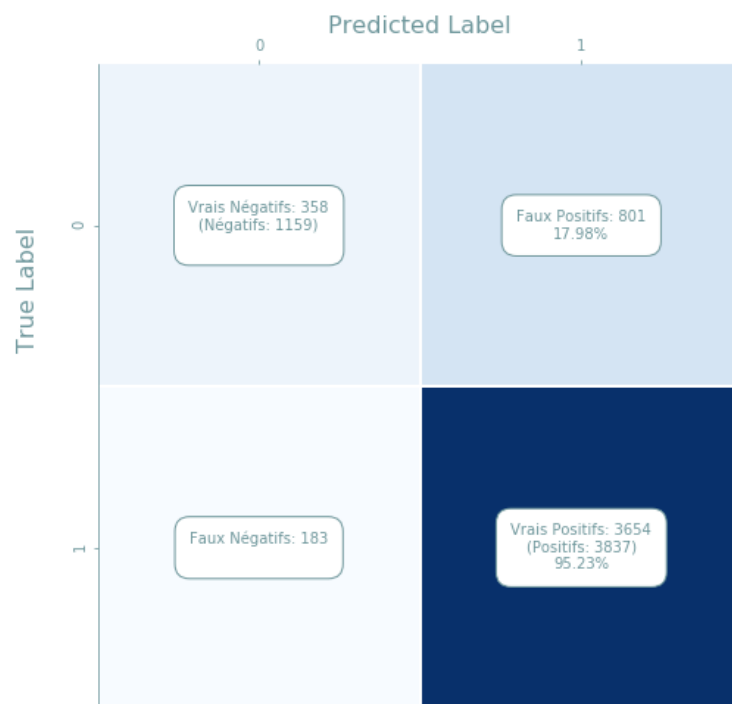 Predicted Label
0
1
True Label
0
Vrais Négatifs: 358
(Négatifs: 1159)
Faux Positifs: 801
17.98%
1
Faux Négatifs: 183
Vrais Positifs: 3654
(Positifs: 3837)
95.23%